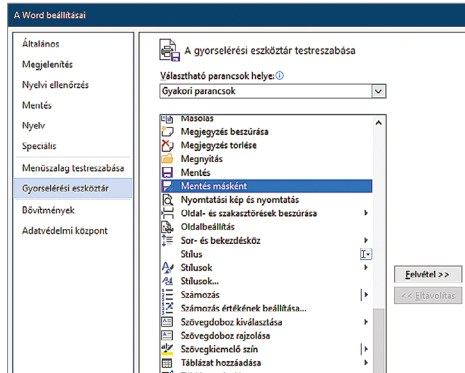 A Word beállításai
Általános
Megjelenítés
Nyelvi ellenőrzés
Mentés
Nyelv
Speciális
Menüszalag testreszabása
Gyorselérési eszköztár
Bővítmények
Adatvédelmi központ
A gyorselérési eszköztár testreszabása
Választható parancsok helye:
Gyakori parancsok
Másolás
Megjegyzés beszúrása
Megjegyzés törlése
Megnyitás
Mentés
Mentés másként
Nyomtatási kép és nyomtatás
Oldal- és szakasztörések beszúrása
Oldalbeállítás
Sor- és bekezdésköz
Stílus
Stílusok
Stílusok...
Számozás
Számozás értékének beállítása...
Szövegdoboz kiválasztása
Szövegdoboz rajzolása
Szövegkiemelő szín
Táblázat hozzáadása
Felvétel >>
<< Eltávolítás